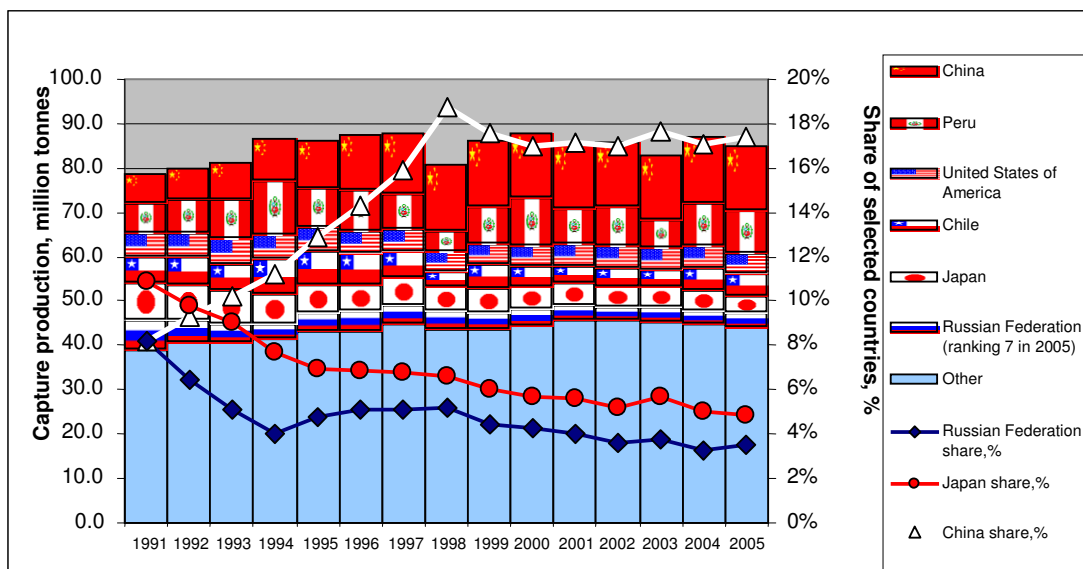 Capture production, million tonnes
100.0
90.0
80.0
70.0
60.0
50.0
40.0
30.0
20.0
10.0
0.0
1991 1992 1993 1994 1995 1996 1997 1998 1999 2000 2001 2002 2003 2004 2005
20%
18%
16%
14%
12%
10%
8%
6%
4%
2%
0%
Share of selected countries, %
China
Peru
United States of
America
Chile
Japan
Russian Federation
(ranking 7 in 2005)
Other
Russian Federation
share,%
Japan share,%
China share,%